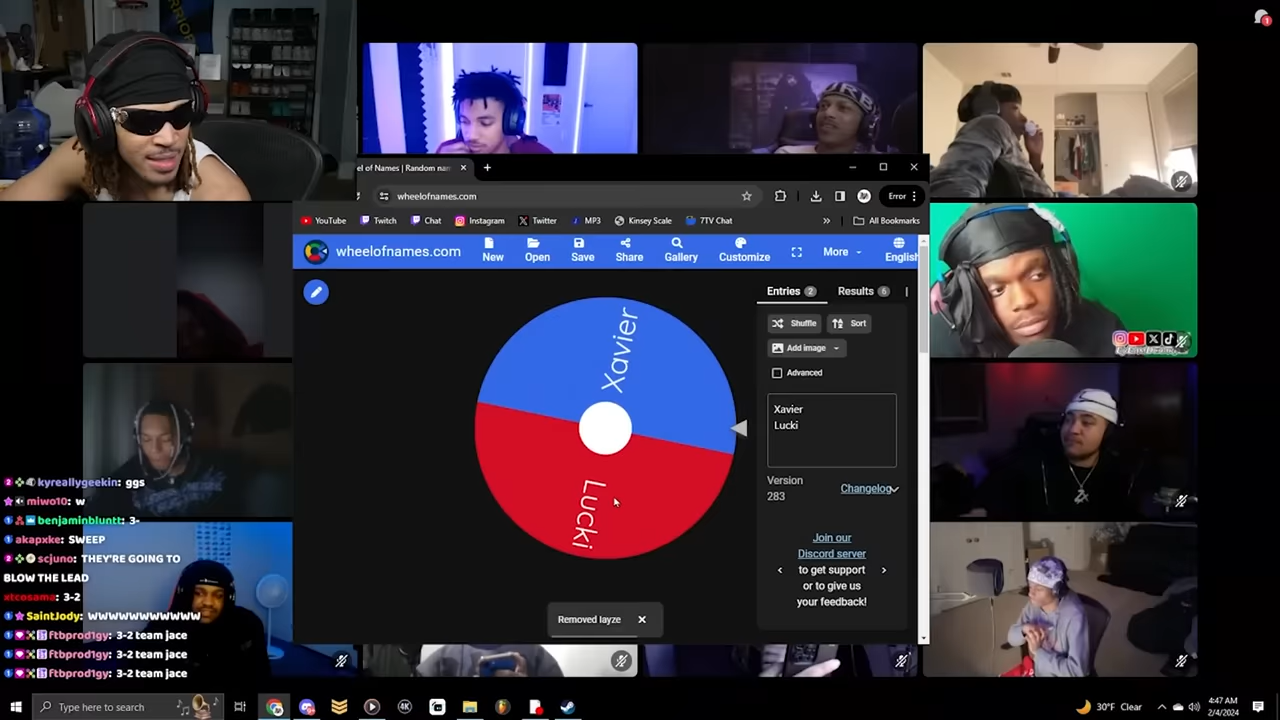 el of Names | Random nam
wheelofnames.com
Error
YouTube
Twitch
Chat
Instagram
Twitter
MP3
Kinsey Scale
7TV Chat
All Bookmarks
wheelofnames.com
New
Open
Save
Share
Gallery
Customize
More
English
Entries 2
Results 6
Shuffle
Sort
Add image
Advanced
Xavier
Lucki
Xavier
Lucki
Version
283
Changelog
Join our
Discord server
to get support
or to give us
your feedback!
Removed layze
kyreallygeekin: ggs
miwo10: w
benjaminbluntt: 3-
akapxke: SWEEP
scjuno: THEY'RE GOING TO
BLOW THE LEAD
xtcosama: 3-2
SaintJody: WWWWWWWWWWW
ftbprod1gy: 3-2 team jace
ftbprod1gy: 3-2 team jace
ftbprod1gy: 3-2 team jace
Type here to search
4K
30°F Clear
4:47 AM
2/4/2024